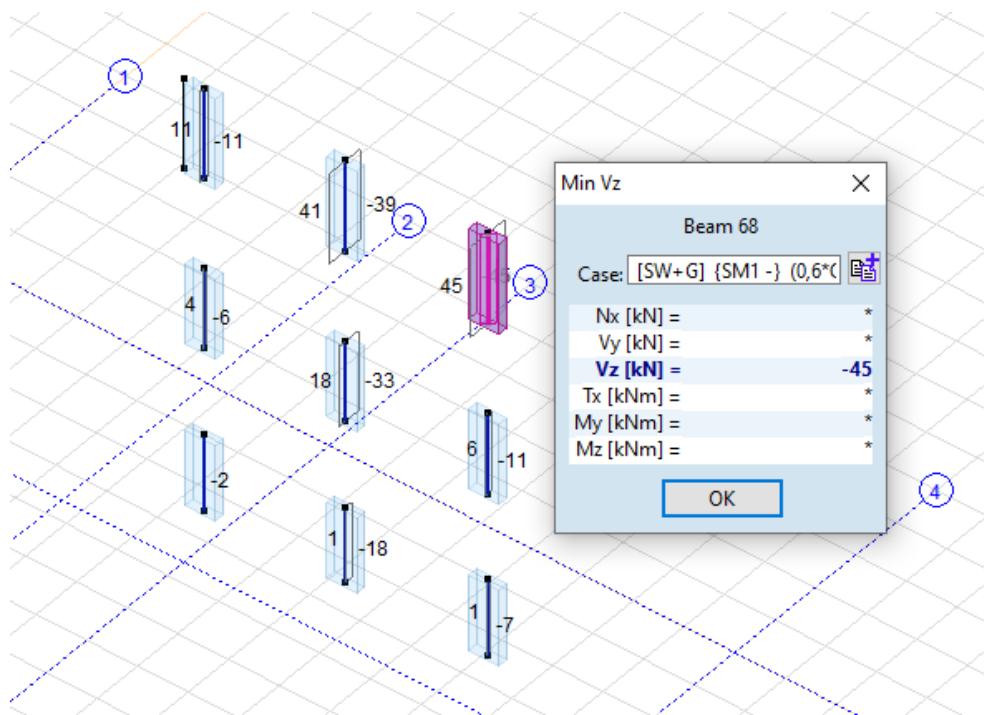 1
11
-11
41
-39
2
45
3
4
-6
18
-33
6
-11
-2
1
-18
1
-7
4
Min Vz
Beam 68
Case: [SW+G] {SM1 -} (0,6*
Nx [kN] = *
Vy [kN] = *
Vz [kN] = -45
Tx [kNm] = *
My [kNm] = *
Mz [kNm] = *
OK